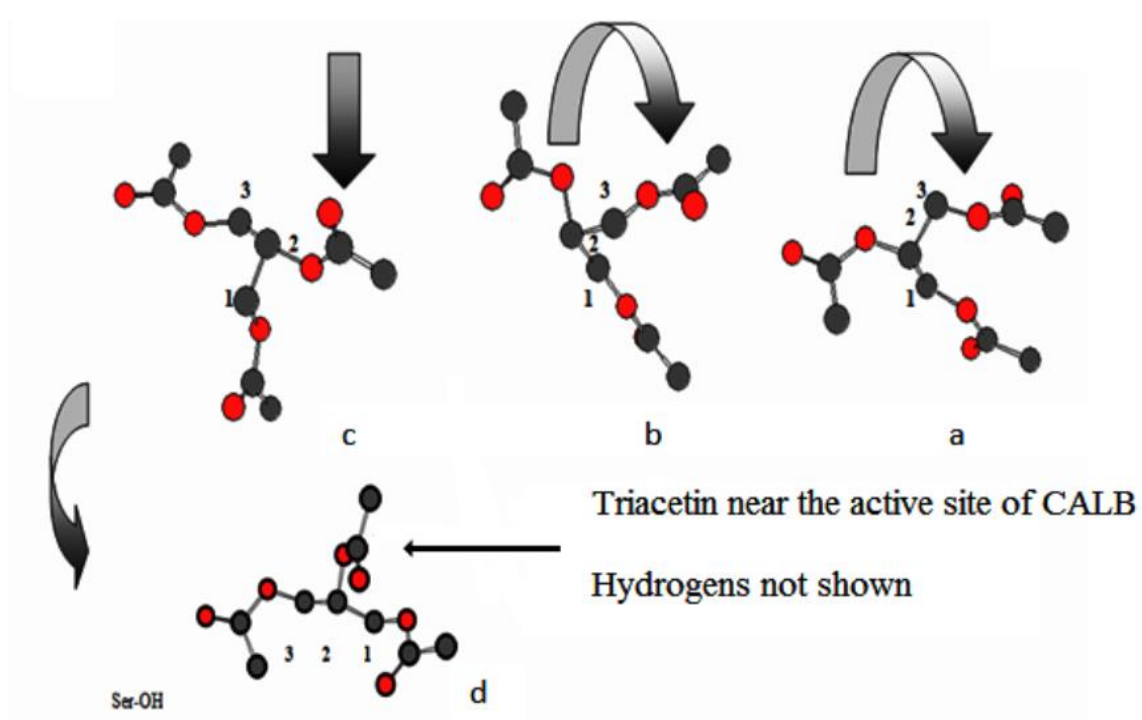 3
2
1
c
3
2
1
b
3
2
1
a
Triacetin near the active site of CALB
Hydrogens not shown
3 2 1
d
Ser-OH